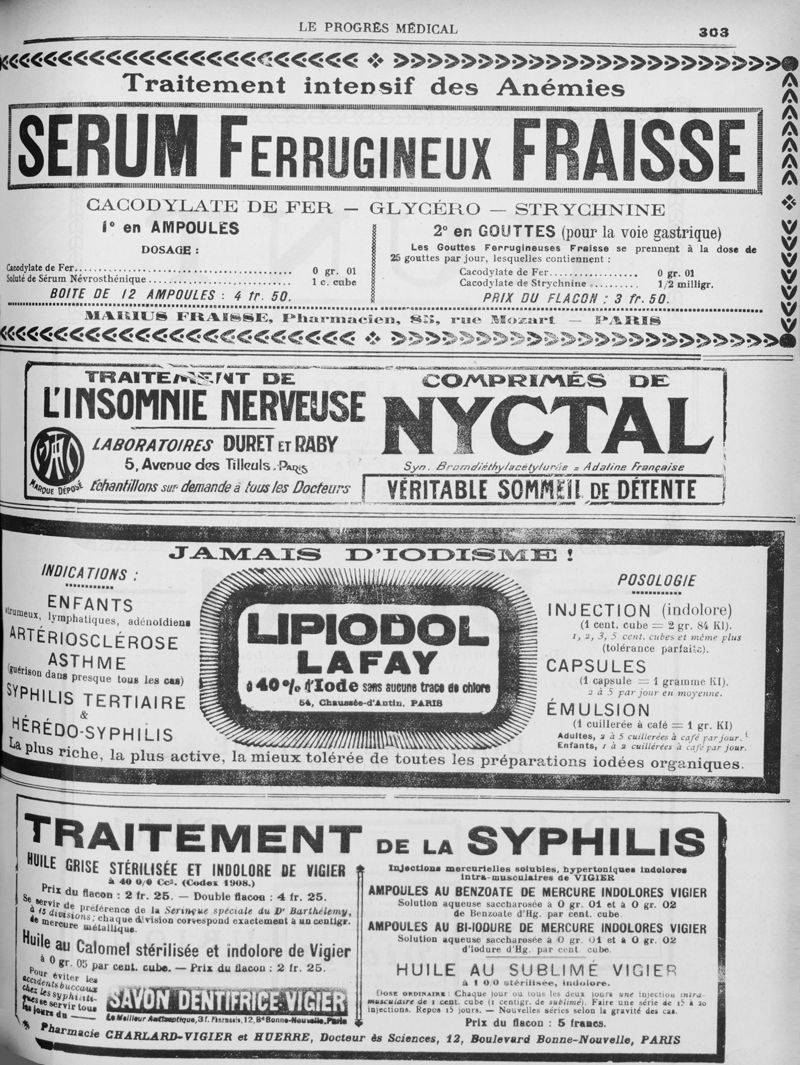 LE PROGRÈS MÉDICAL
303
Traitement intensif des Anémies
SERUM FERRUGINEUX FRAISSE
CACODYLATE DE FER — GLYCÉRO — STRYCHNINE
1° en AMPOULES
DOSAGE :
Cacodylate de Fer........ 0 gr. 01
Soluté de Sérum Névrosthénique........ 1 c. cube
BOITE DE 12 AMPOULES : 4 fr. 50.
2° en GOUTTES (pour la voie gastrique)
Les Gouttes Ferrugineuses Fraisse se prennent à la dose de
25 gouttes par jour, lesquelles contiennent :
Cacodylate de Fer........ 0 gr. 01
Cacodylate de Strychnine........ 1/2 milligr.
PRIX DU FLACON : 3 fr. 50.
MARIUS FRAISSE, Pharmacien, 85, rue Mozart — PARIS
TRAITEMENT DE
L'INSOMNIE NERVEUSE
LABORATOIRES DURET ET RABY
5, Avenue des Tilleuls. PARIS
MARQUE DÉPOSÉ
Échantillons sur demande à tous les Docteurs
COMPRIMÉS DE
NYCTAL
Syn. Bromdiéthylacétylurée = Adaline Française
VÉRITABLE SOMMEIL DE DÉTENTE
JAMAIS D'IODISME !
INDICATIONS :
ENFANTS
strumeux, lymphatiques, adénoïdiens
ARTÉRIOSCLÉROSE
ASTHME
(guérison dans presque tous les cas)
SYPHILIS TERTIAIRE
&
HÉRÉDO-SYPHILIS
LIPIODOL
LAFAY
à 40% d'Iode sans aucune trace de chlore
54, Chaussée-d'Antin, PARIS
POSOLOGIE
INJECTION (indolore)
(1 cent. cube = 2 gr. 84 KI).
1, 2, 3, 5 cent. cubes et même plus
(tolérance parfaite).
CAPSULES
(1 capsule = 1 gramme KI).
2 à 5 par jour en moyenne.
ÉMULSION
(1 cuillerée à café = 1 gr. KI)
Adultes, 2 à 5 cuillerées à café par jour.
Enfants, 1 à 2 cuillérées à café par jour.
La plus riche, la plus active, la mieux tolérée de toutes les préparations iodées organiques.
TRAITEMENT DE LA SYPHILIS
HUILE GRISE STÉRILISÉE ET INDOLORE DE VIGIER
à 40 0/0 Ccs. (Codex 1908.)
Prix du flacon : 2 fr. 25. — Double flacon : 4 fr. 25.
Se servir de préférence de la Seringue spéciale du Dr Barthélemy,
à 15 divisions; chaque division correspond exactement à un centigr.
de mercure métallique.
Huile au Calomel stérilisée et indolore de Vigier
à 0 gr. 05 par cent. cube. — Prix du flacon : 2 fr. 25.
Pour éviter les
accidents buccaux
chez les syphiliti-
ques se servir tous
les jours du —
SAVON DENTIFRICE VIGIER
Le Meilleur Antiseptique, 3f. Pharmacie, 12, Bd Bonne-Nouvelle, Paris
Injections mercurielles solubles, hypertoniques indolores
intra-musculaires de VIGIER
AMPOULES AU BENZOATE DE MERCURE INDOLORES VIGIER
Solution aqueuse saccharosée à 0 gr. 01 et à 0 gr. 02
de Benzoate d'Hg. par cent. cube.
AMPOULES AU BI-IODURE DE MERCURE INDOLORES VIGIER
Solution aqueuse saccharosée à 0 gr. 01 et à 0 gr. 02
d'Iodure d'Hg. par cent. cube.
HUILE AU SUBLIMÉ VIGIER
à 1 0/0 stérilisée, indolore.
DOSE ORDINAIRE : Chaque jour ou tous les deux jours une injection intra-
musculaire de 1 cent. cube (1 centigr. de sublimé). Faire une série de 15 à 20
injections. Repos 15 jours. — Nouvelles séries selon la gravité des cas.
Prix du flacon : 5 francs.
Pharmacie CHARLARD-VIGIER et HUERRE, Docteur ès Sciences, 12, Boulevard Bonne-Nouvelle, PARIS